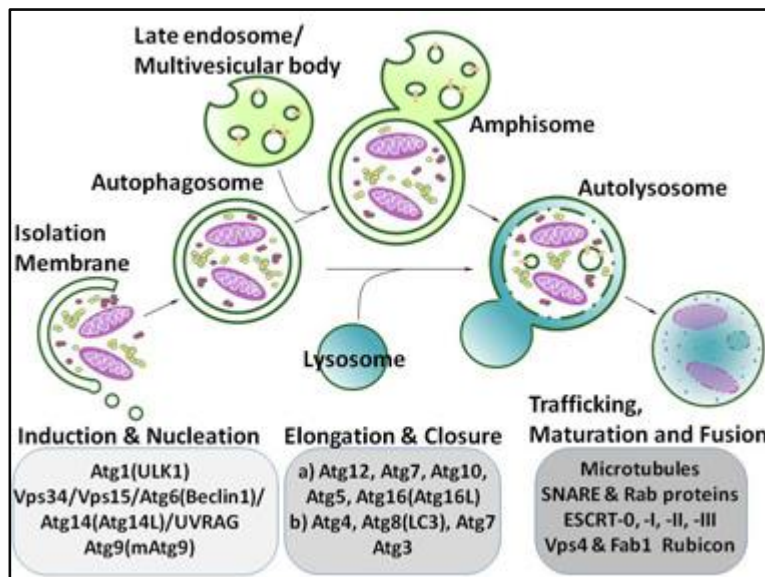 Late endosome/
Multivesicular body
Amphisome
Autophagosome
Autolysosome
Isolation
Membrane
Lysosome
Induction & Nucleation
Atg1(ULK1)
Vps34/Vps15/Atg6(Beclin1)/
Atg14(Atg14L)/UVRAG
Atg9(mAtg9)
Elongation & Closure
a) Atg12, Atg7, Atg10,
Atg5, Atg16(Atg16L)
b) Atg4, Atg8(LC3), Atg7
Atg3
Trafficking,
Maturation and Fusion
Microtubules
SNARE & Rab proteins
ESCRT-0, -I, -II, -III
Vps4 & Fab1 Rubicon